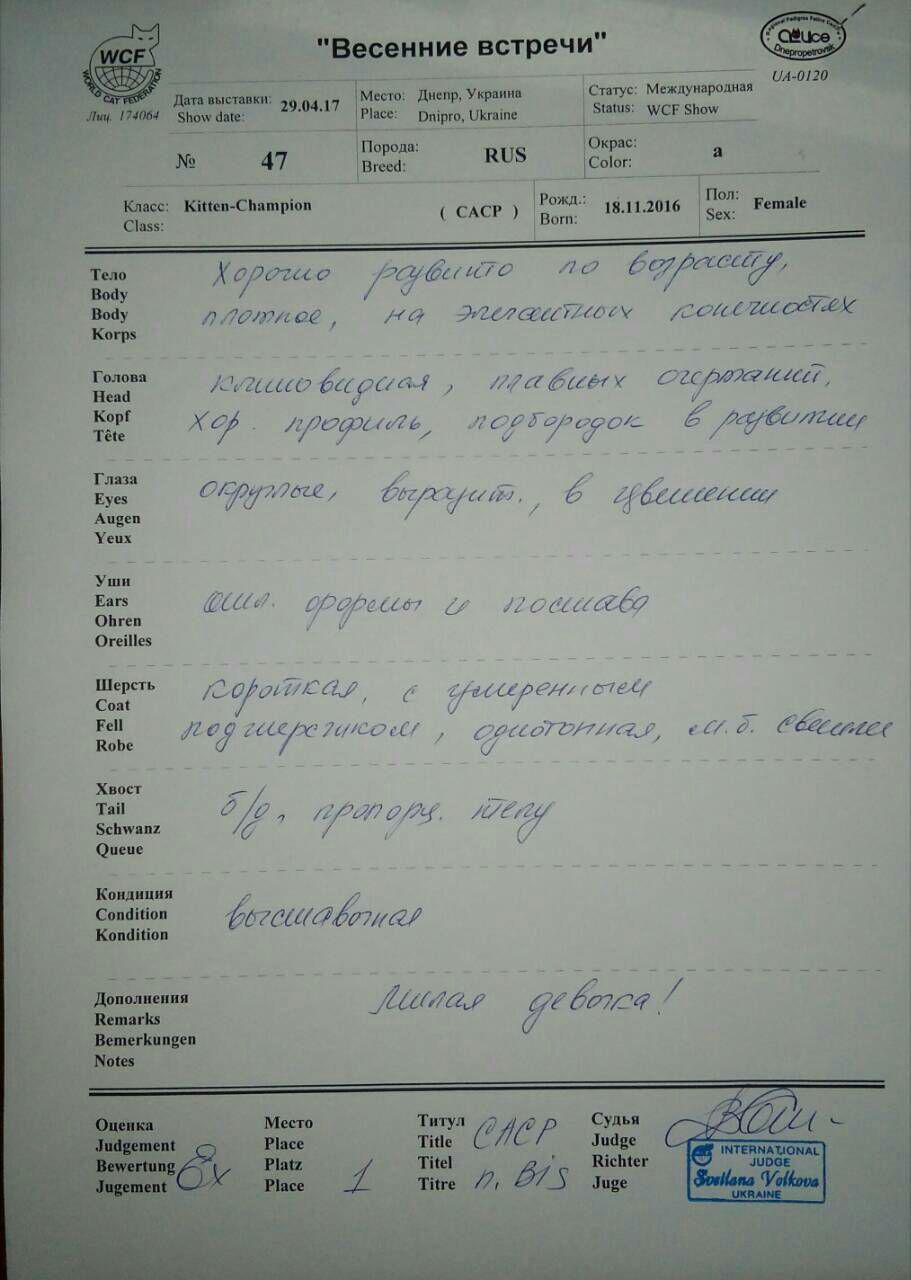 "Весенние встречи"
WCF
WORLD CAT FEDERATION
Лиц. 174064
Regional Pedigree Feline Centre
Alice
Dnepropetrovsk
UA-0120
Дата выставки: 29.04.17
Show date:
Место: Днепр, Украина
Place: Dnipro, Ukraine
Статус: Международная
Status: WCF Show
№ 47
Порода: RUS
Breed:
Окрас: a
Color:
Класс: Kitten-Champion ( CACP )
Class:
Рожд.: 18.11.2016
Born:
Пол: Female
Sex:
Тело
Body
Body
Korps
Хорошо развито по возрасту,
плотное, на элегантных конечностях
Голова
Head
Kopf
Tête
клиновидная, плавных очертаний,
хор. профиль, подбородок в развитии
Глаза
Eyes
Augen
Yeux
округлые, выразит., в цветении
Уши
Ears
Ohren
Oreilles
отл. формы и постава
Шерсть
Coat
Fell
Robe
короткая, с умеренным
подшерстком, однотонная, м.б. светлее
Хвост
Tail
Schwanz
Queue
б/д, пропорц. телу
Кондиция
Condition
Kondition
выставочная
Дополнения
Remarks
Bemerkungen
Notes
Милая девочка!
Оценка
Judgement
Bewertung
Jugement
Ex
Место
Place
Platz
Place
1
Титул
Title
Titel
Titre
CACP
n. Bis
Судья
Judge
Richter
Juge
INTERNATIONAL
JUDGE
Svetlana Volkova
UKRAINE